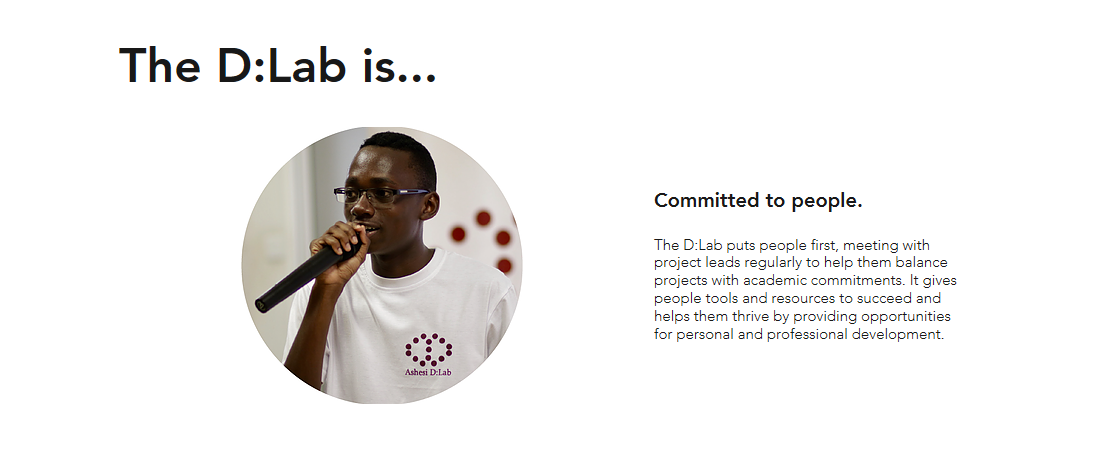 The D:Lab is...
Ashesi D:Lab
Committed to people.
The D:Lab puts people first, meeting with
project leads regularly to help them balance
projects with academic commitments. It gives
people tools and resources to succeed and
helps them thrive by providing opportunities
for personal and professional development.